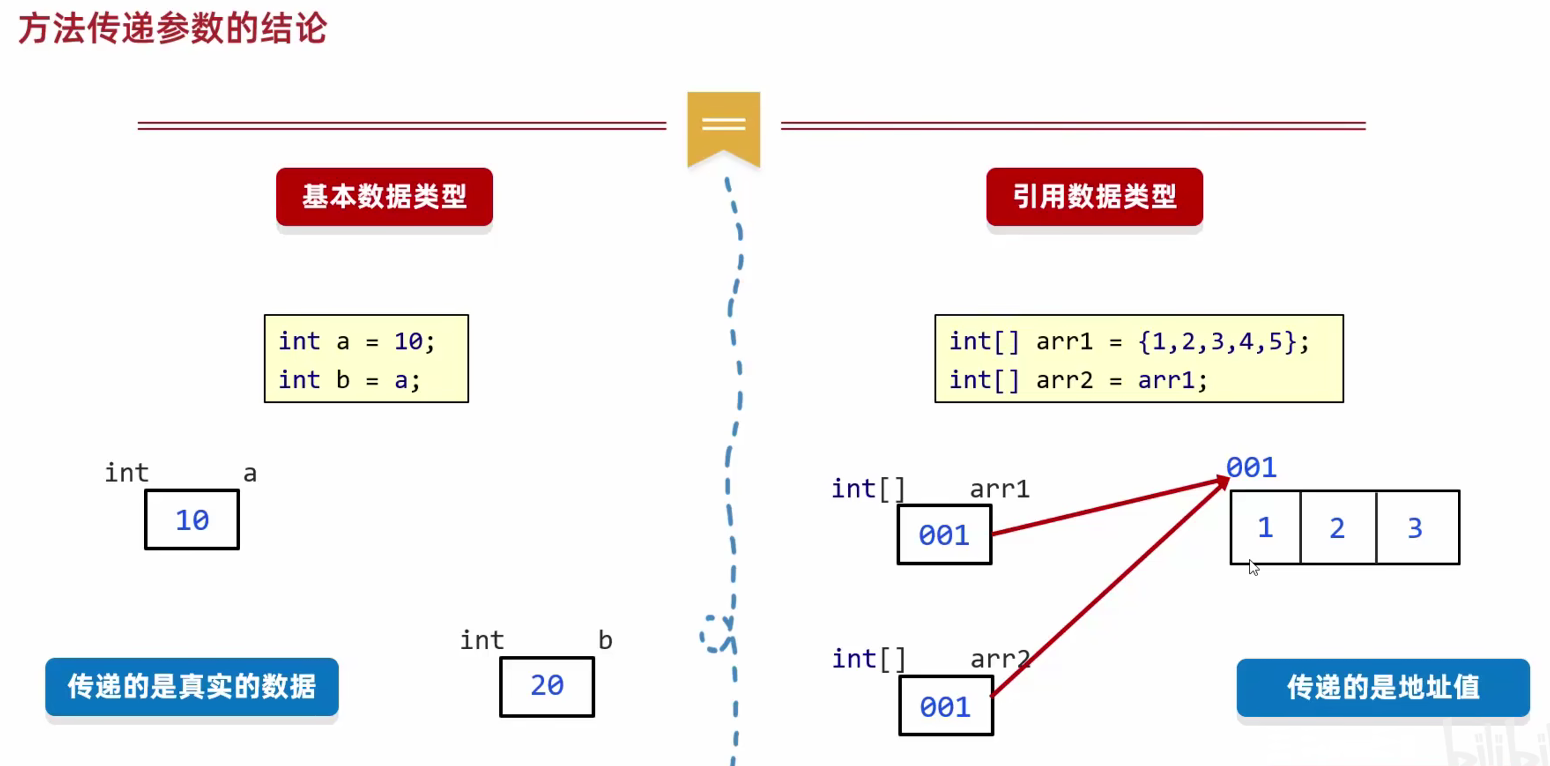 方法传递参数的结论
基本数据类型
引用数据类型
int a = 10;
int b = a;
int[] arr1 = {1,2,3,4,5};
int[] arr2 = arr1;
int a
10
int[] arr1
001
001
1 2 3
int b
20
int[] arr2
001
传递的是真实的数据
传递的是地址值